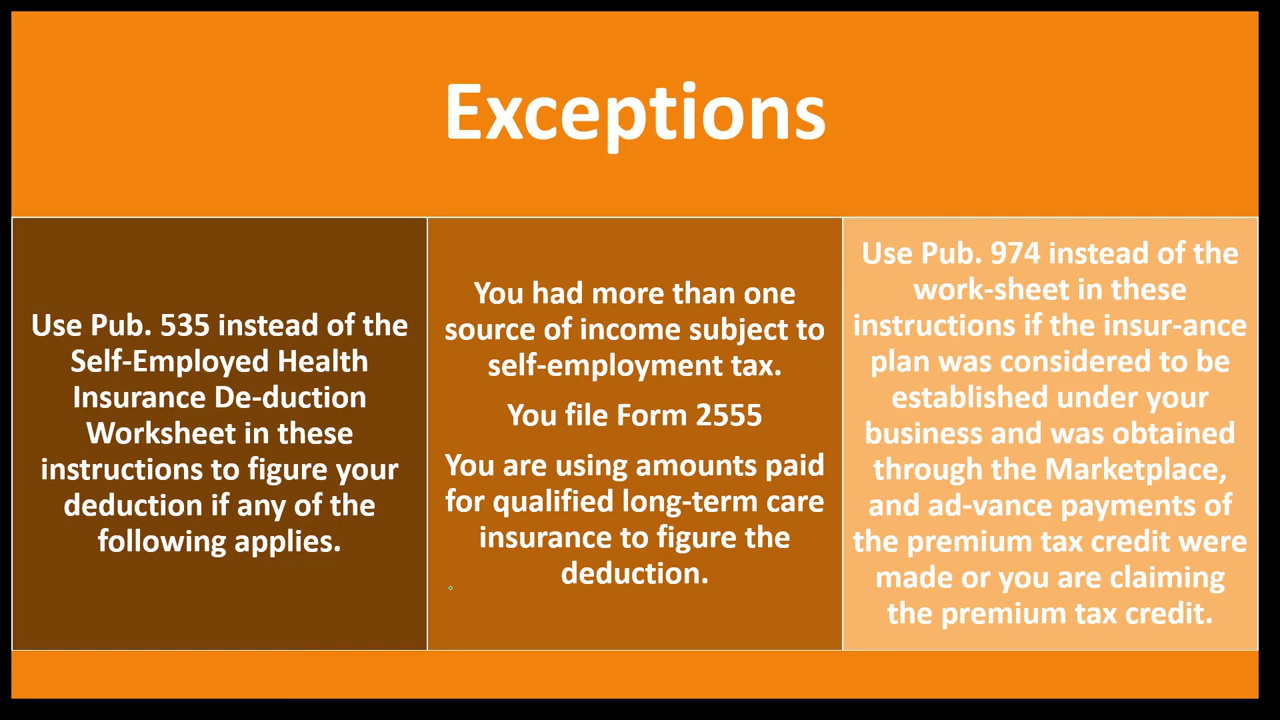 Exceptions
Use Pub. 535 instead of the
Self-Employed Health
Insurance De-duction
Worksheet in these
instructions to figure your
deduction if any of the
following applies.
You had more than one
source of income subject to
self-employment tax.
You file Form 2555
You are using amounts paid
for qualified long-term care
insurance to figure the
deduction.
Use Pub. 974 instead of the
work-sheet in these
instructions if the insur-ance
plan was considered to be
established under your
business and was obtained
through the Marketplace,
and ad-vance payments of
the premium tax credit were
made or you are claiming
the premium tax credit.